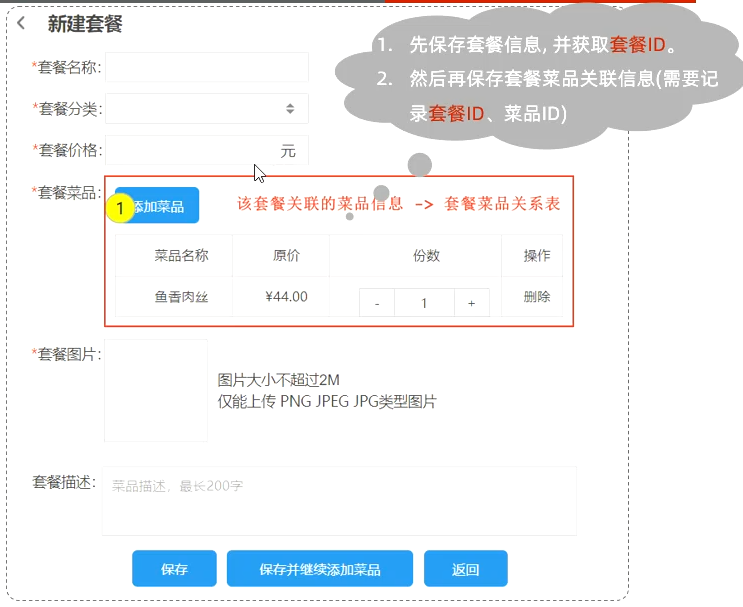 新建套餐
1. 先保存套餐信息, 并获取套餐ID。
2. 然后再保存套餐菜品关联信息(需要记
录套餐ID、菜品ID)
*套餐名称:
*套餐分类:
*套餐价格: 元
*套餐菜品:
1 添加菜品 该套餐关联的菜品信息 -> 套餐菜品关系表
菜品名称 原价 份数 操作
鱼香肉丝 ¥44.00 - 1 + 删除
*套餐图片:
图片大小不超过2M
仅能上传 PNG JPEG JPG类型图片
套餐描述: 菜品描述，最长200字
保存 保存并继续添加菜品 返回